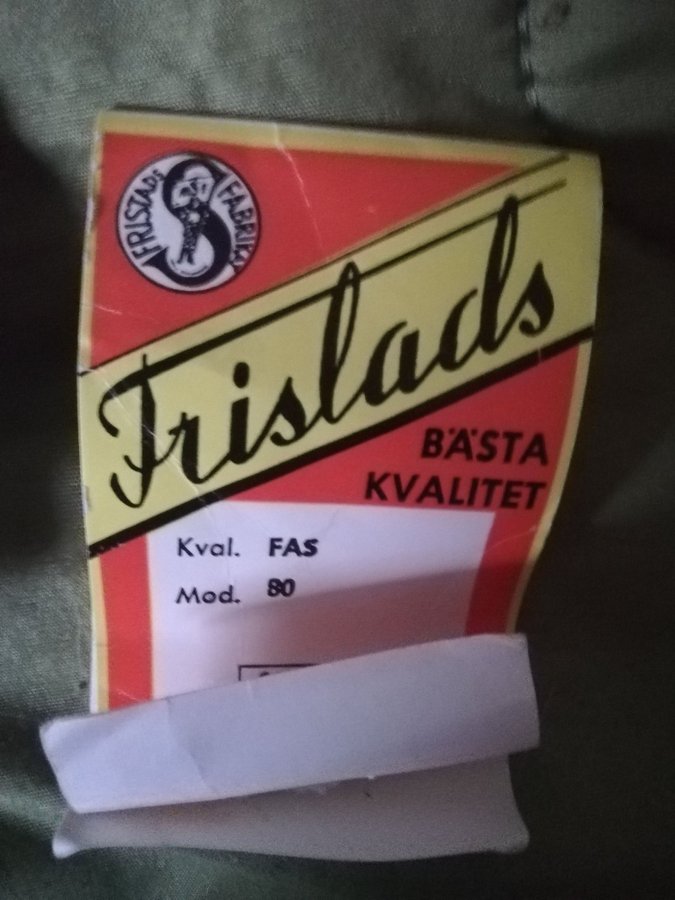 FRISTADS FABRIK
Fristads
BÄSTA
KVALITET
Kval. FAS
Mod. 80